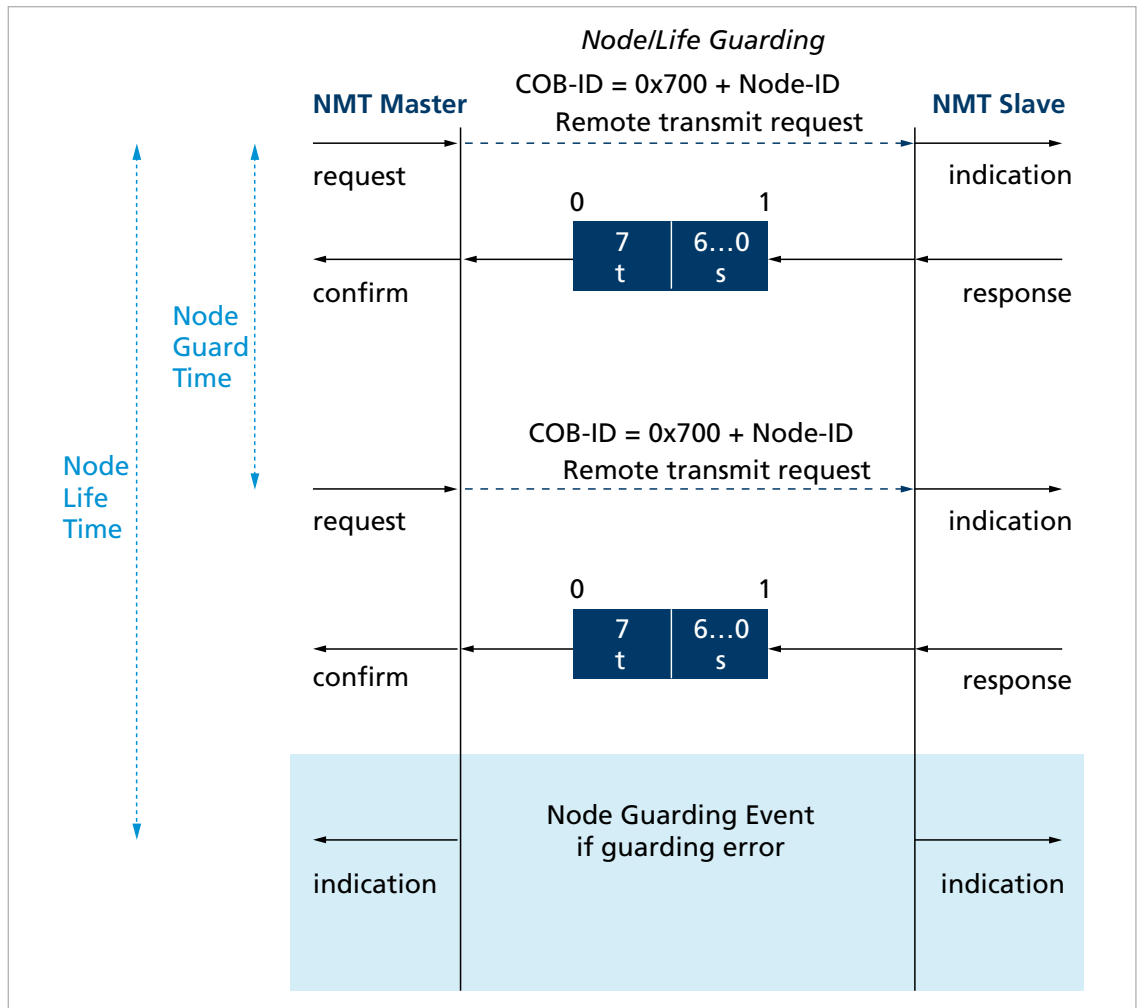 Node/Life Guarding
COB-ID = 0x700 + Node-ID
NMT Master
NMT Slave
Remote transmit request
request
indication
0 1
7 6...0
t s
confirm
response
Node
Guard
Time
COB-ID = 0x700 + Node-ID
Remote transmit request
Node
Life
Time
request
indication
0 1
7 6...0
t s
confirm
response
Node Guarding Event
if guarding error
indication
indication